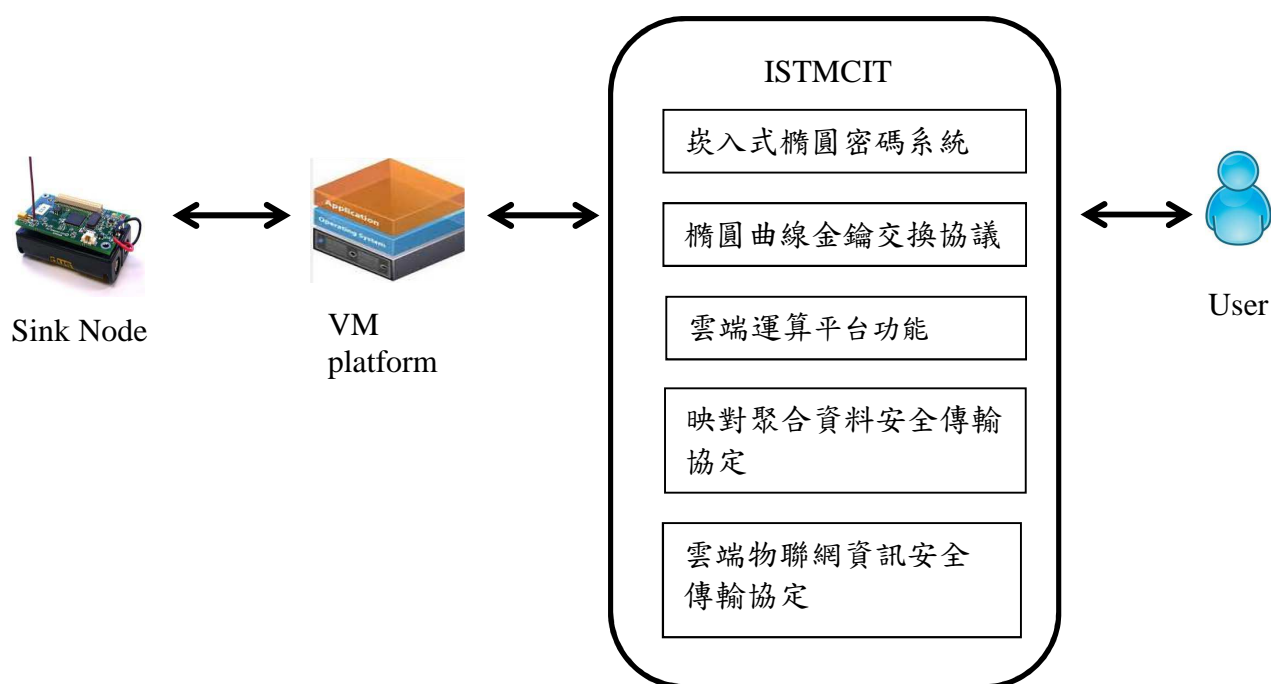 ISTMCIT
崁入式橢圓密碼系統
橢圓曲線金鑰交換協議
雲端運算平台功能
映對聚合資料安全傳輸
協定
雲端物聯網資訊安全
傳輸協定
Application
Operating System
Sink Node
VM
platform
User